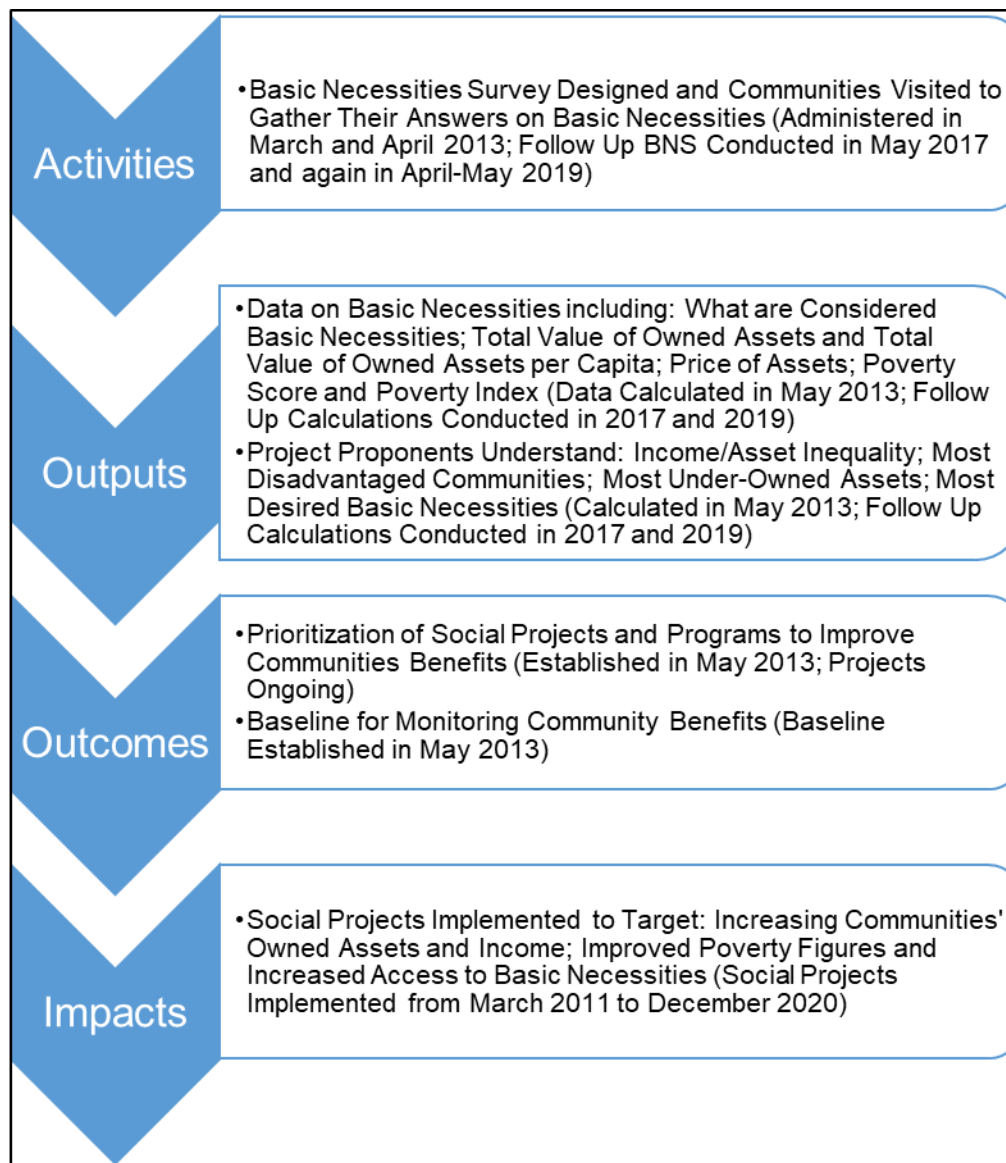 Activities
•Basic Necessities Survey Designed and Communities Visited to
Gather Their Answers on Basic Necessities (Administered in
March and April 2013; Follow Up BNS Conducted in May 2017
and again in April-May 2019)
Outputs
•Data on Basic Necessities including: What are Considered
Basic Necessities; Total Value of Owned Assets and Total
Value of Owned Assets per Capita; Price of Assets; Poverty
Score and Poverty Index (Data Calculated in May 2013; Follow
Up Calculations Conducted in 2017 and 2019)
•Project Proponents Understand: Income/Asset Inequality; Most
Disadvantaged Communities; Most Under-Owned Assets; Most
Desired Basic Necessities (Calculated in May 2013; Follow Up
Calculations Conducted in 2017 and 2019)
Outcomes
•Prioritization of Social Projects and Programs to Improve
Communities Benefits (Established in May 2013; Projects
Ongoing)
•Baseline for Monitoring Community Benefits (Baseline
Established in May 2013)
Impacts
•Social Projects Implemented to Target: Increasing Communities'
Owned Assets and Income; Improved Poverty Figures and
Increased Access to Basic Necessities (Social Projects
Implemented from March 2011 to December 2020)